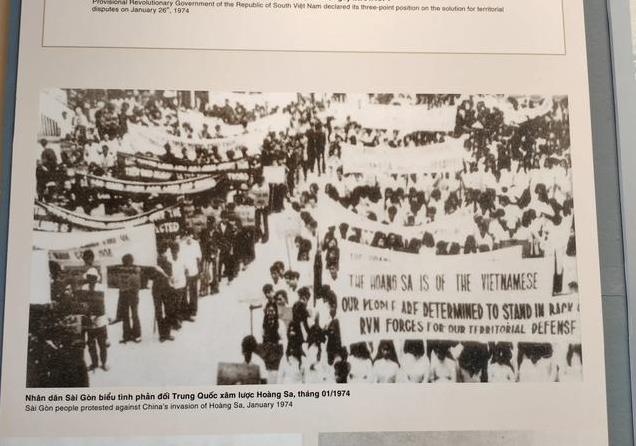 Provisional Revolutionary Government of the Republic of South Việt Nam declared its three-point position on the solution for territorial
disputes on January 26th, 1974
THE HOANG SA IS OF THE VIETNAMESE
OUR PEOPLE ARE DETERMINED TO STAND IN BACK
RVN FORCES FOR OUR TERRITORIAL DEFENSE
Nhân dân Sài Gòn biểu tình phản đối Trung Quốc xâm lược Hoàng Sa, tháng 01/1974
Sài Gòn people protested against China's invasion of Hoàng Sa, January 1974